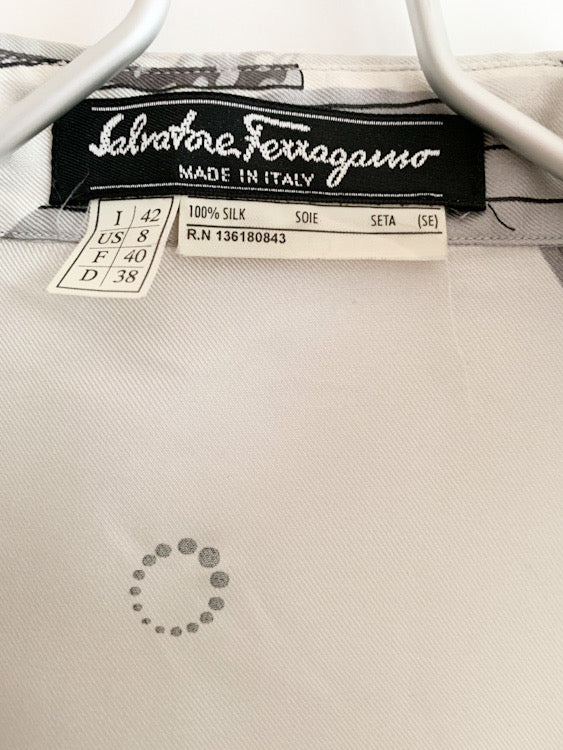 Salvatore Ferragamo
MADE IN ITALY
I 42
US 8
F 40
D 38
100% SILK SOIE SETA (SE)
R.N 136180843